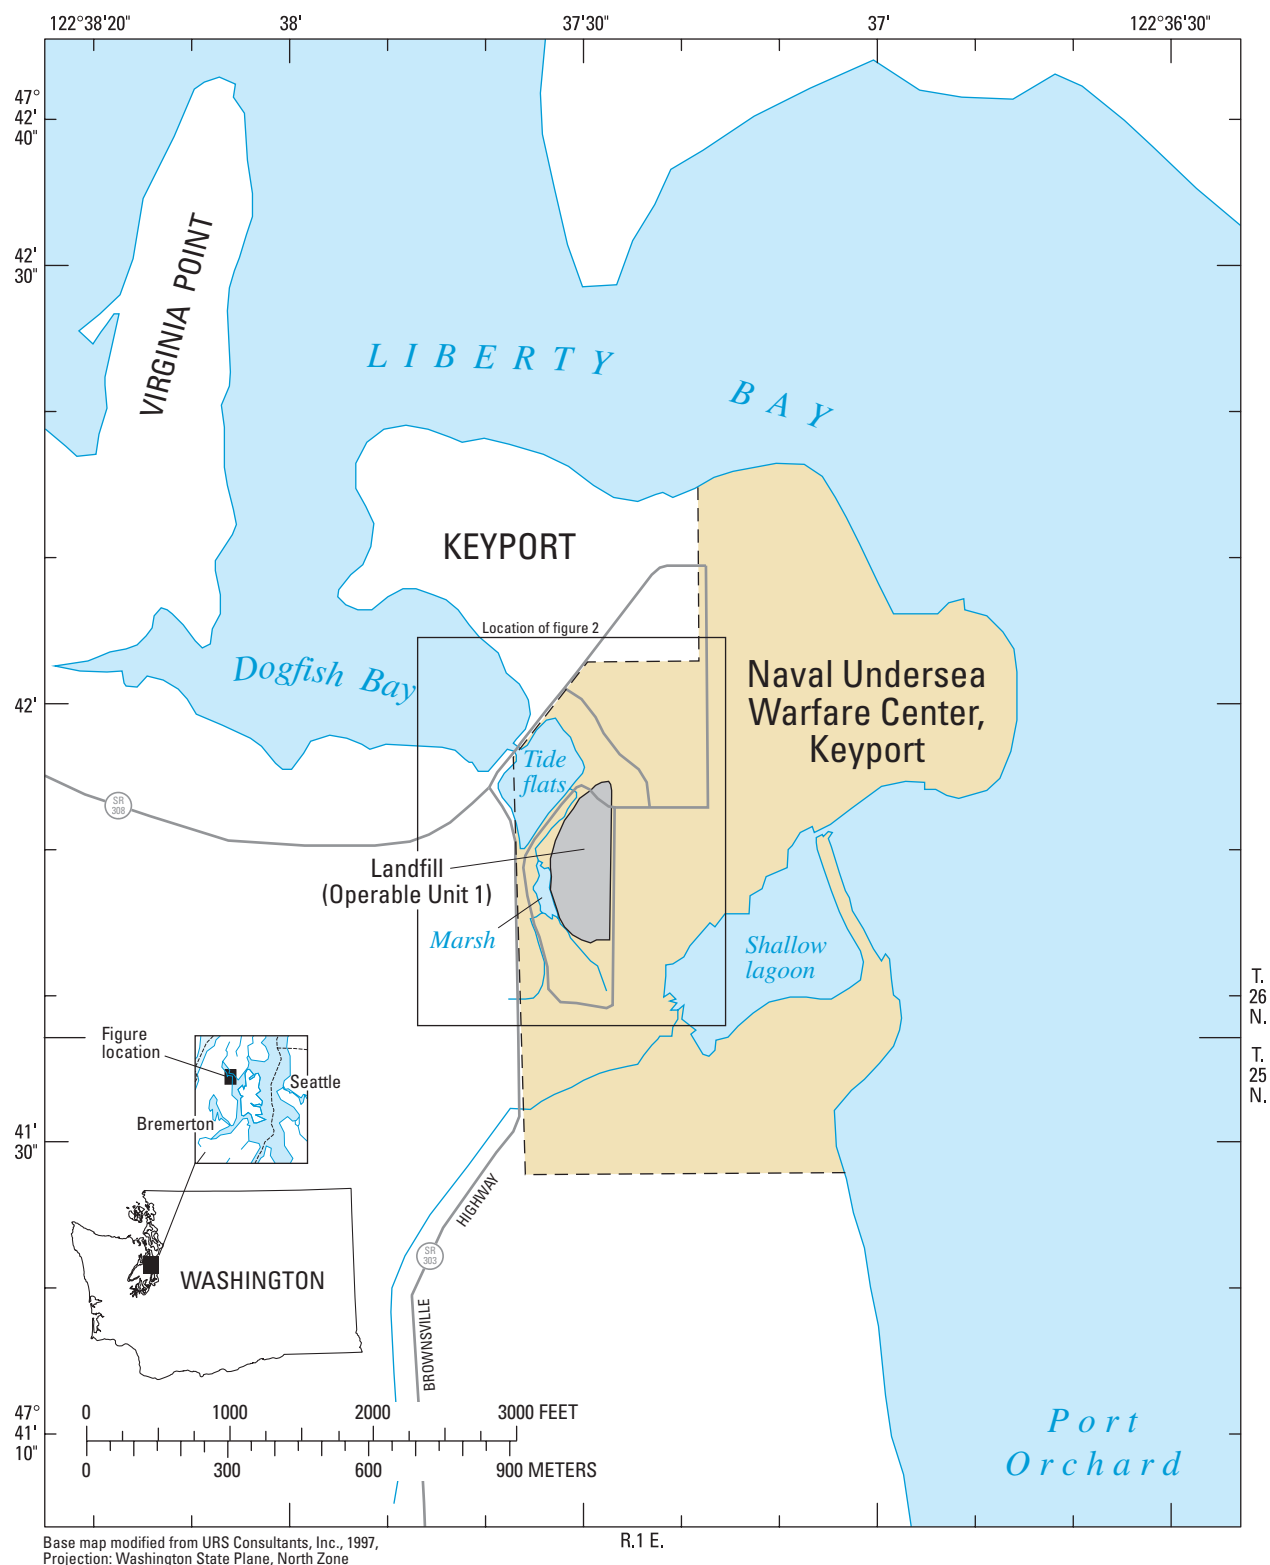 122°38'20"
38'
37'30"
37'
122°36'30"
47°
42'
40"
42'
30"
VIRGINIA POINT
LIBERTY
BAY
KEYPORT
Location of figure 2
Dogfish Bay
Naval Undersea
Warfare Center,
Keyport
42'
Tide
flats
SR
308
Landfill
(Operable Unit 1)
Marsh
Shallow
lagoon
T.
26
N.
T.
25
N.
Figure
location
Seattle
Bremerton
41'
30"
HIGHWAY
SR
303
WASHINGTON
BROWNSVILLE
47°
41'
10"
0 1000 2000 3000 FEET
0 300 600 900 METERS
Port
Orchard
R.1 E.
Base map modified from URS Consultants, Inc., 1997,
Projection: Washington State Plane, North Zone